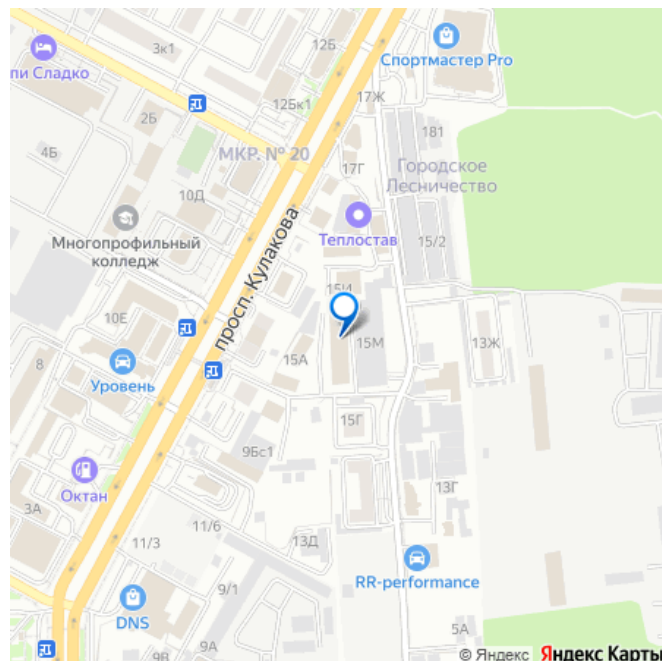 3к1
12Б
Спортмастер Pro
пи Сладко
12Бк1
17Ж
2Б
181
4Б
МКР. № 20
17Г
Городское
Лесничество
10Д
Теплостав
15/2
Многопрофильный
колледж
просп. Кулакова
15И
10Е
15М
13Ж
8
15А
Уровень
15Г
9Бс1
Октан
13Г
3А
11/6
11/3
13Д
RR-performance
9/1
DNS
5А
9А
9В
© Яндекс Яндекс Карты